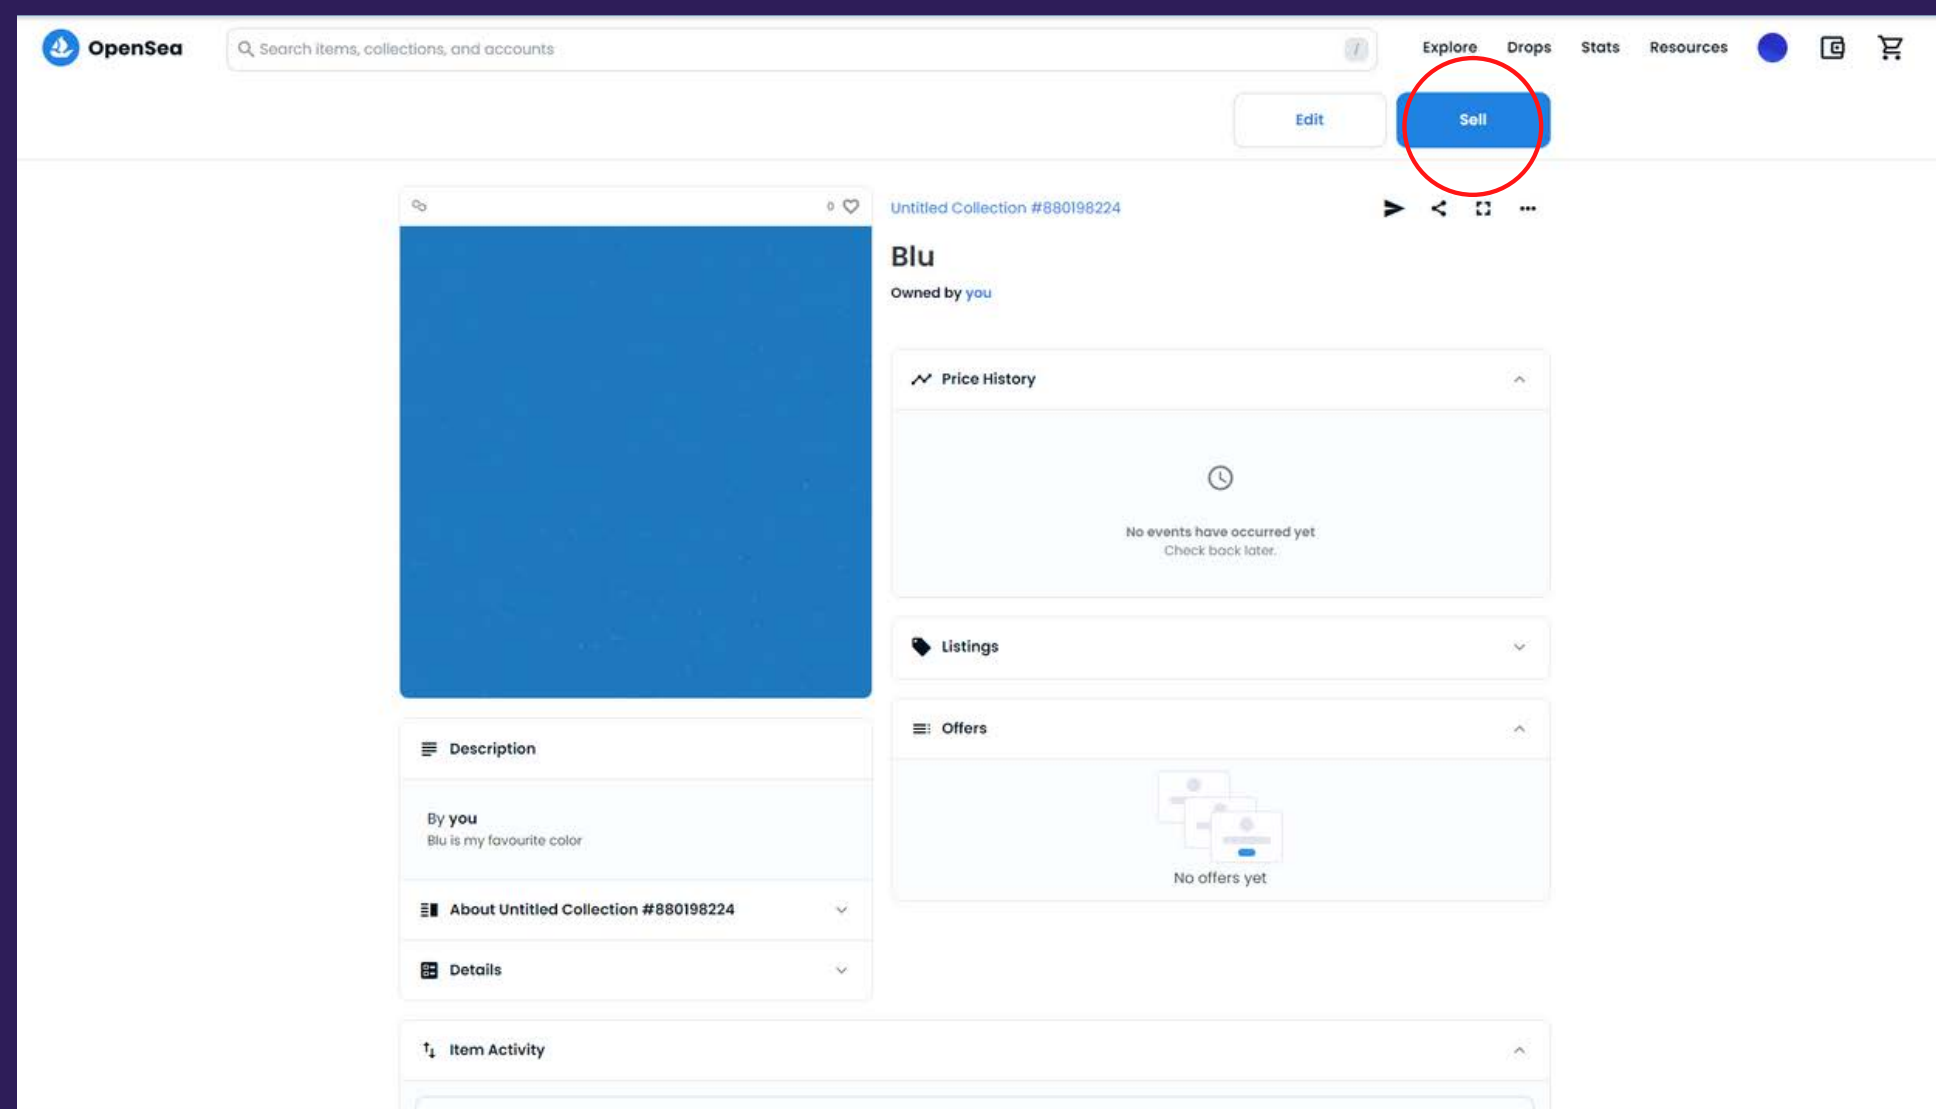 OpenSea
Search items, collections, and accounts
/
Explore
Drops
Stats
Resources
Edit
Sell
0
Untitled Collection #880198224
Blu
Owned by you
Price History
No events have occurred yet
Check back later.
Listings
Offers
No offers yet
Description
By you
Blu is my favourite color
About Untitled Collection #880198224
Details
Item Activity